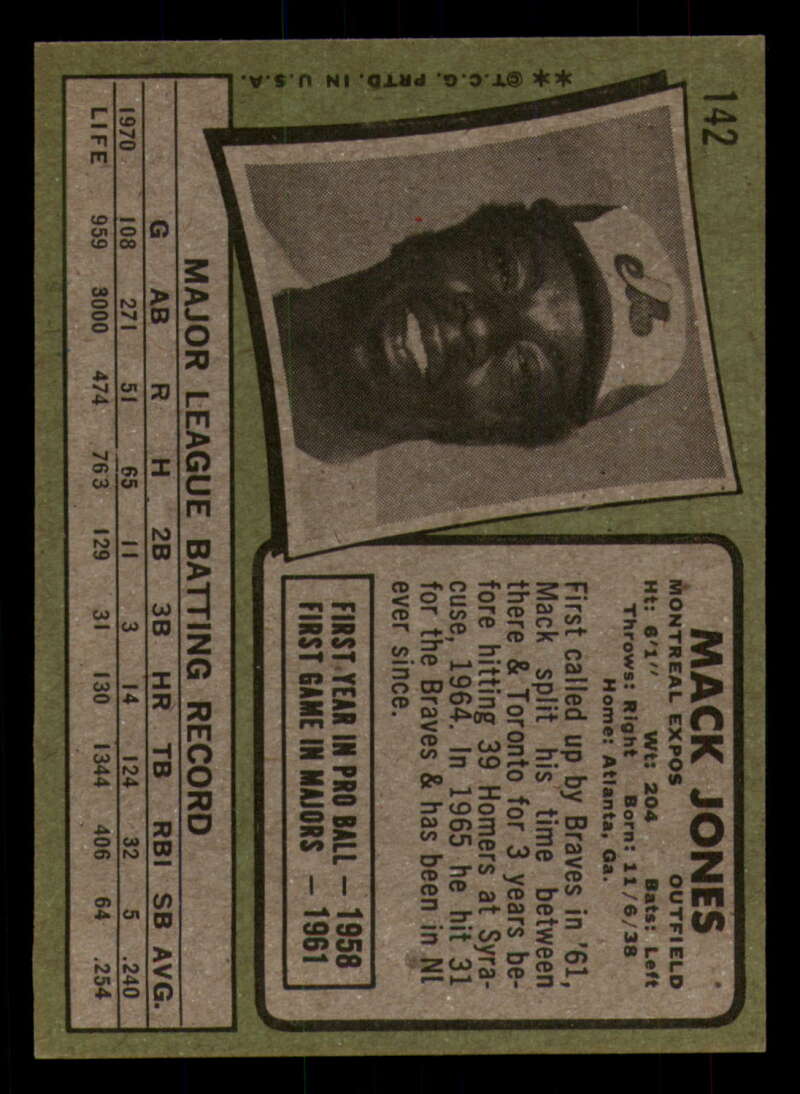 142
** ©T.C.G. PRTD. IN U.S.A.
MACK JONES
MONTREAL EXPOS OUTFIELD
Ht: 6'1" Wt: 204 Bats: Left
Throws: Right Born: 11/6/38
Home: Atlanta, Ga.
First called up by Braves in '61,
Mack split his time between
there & Toronto for 3 years be-
fore hitting 39 Homers at Syra-
cuse, 1964. In 1965 he hit 31
for the Braves & has been in NL
ever since.
FIRST YEAR IN PRO BALL — 1958
FIRST GAME IN MAJORS — 1961
MAJOR LEAGUE BATTING RECORD
G AB R H 2B 3B HR TB RBI SB AVG.
1970 108 271 51 65 11 3 14 124 32 5 .240
LIFE 959 3000 474 763 129 31 130 1344 406 64 .254